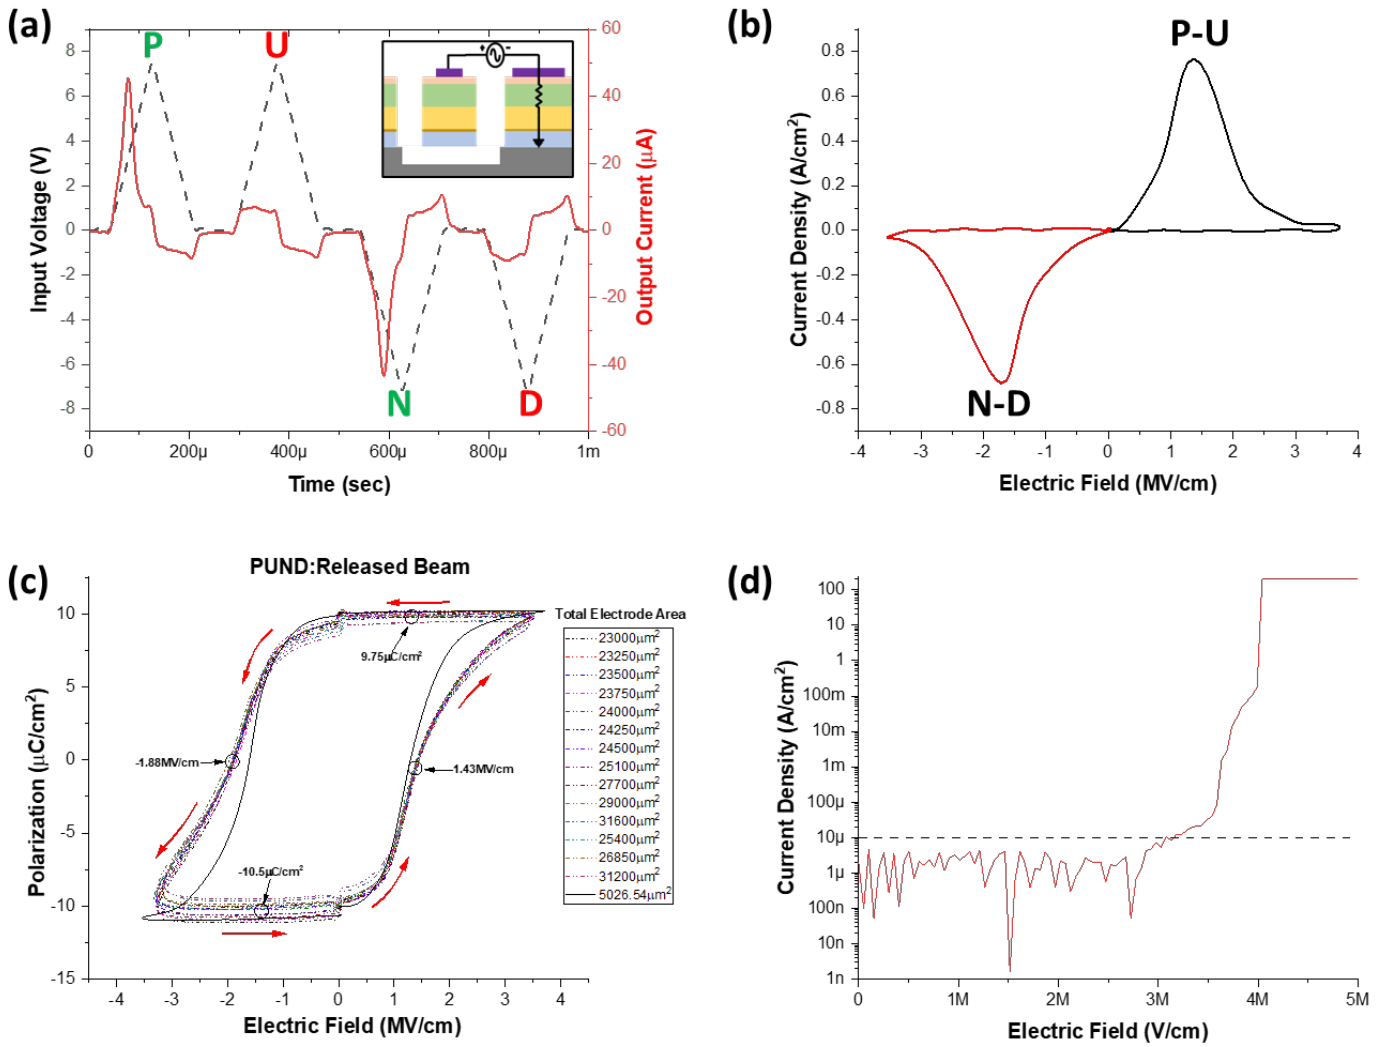 (a)
P
U
N
D
8
6
4
2
0
-2
-4
-6
-8
Input Voltage (V)
60
40
20
0
-20
-40
-60
Output Current (μA)
+
-
0
200μ
400μ
600μ
800μ
1m
Time (sec)
(b)
P-U
N-D
0.8
0.6
0.4
0.2
0.0
-0.2
-0.4
-0.6
-0.8
Current Density (A/cm²)
-4
-3
-2
-1
0
1
2
3
4
Electric Field (MV/cm)
(c)
PUND:Released Beam
10
5
0
-5
-10
-15
Polarization (μC/cm²)
9.75μC/cm²
-1.88MV/cm
1.43MV/cm
-10.5μC/cm²
-4
-3
-2
-1
0
1
2
3
4
Electric Field (MV/cm)
Total Electrode Area
23000μm²
23250μm²
23500μm²
23750μm²
24000μm²
24250μm²
24500μm²
25100μm²
27700μm²
29000μm²
31600μm²
25400μm²
26850μm²
31200μm²
5026.54μm²
(d)
100
10
1
100m
10m
1m
100μ
10μ
1μ
100n
10n
1n
Current Density (A/cm²)
0
1M
2M
3M
4M
5M
Electric Field (V/cm)